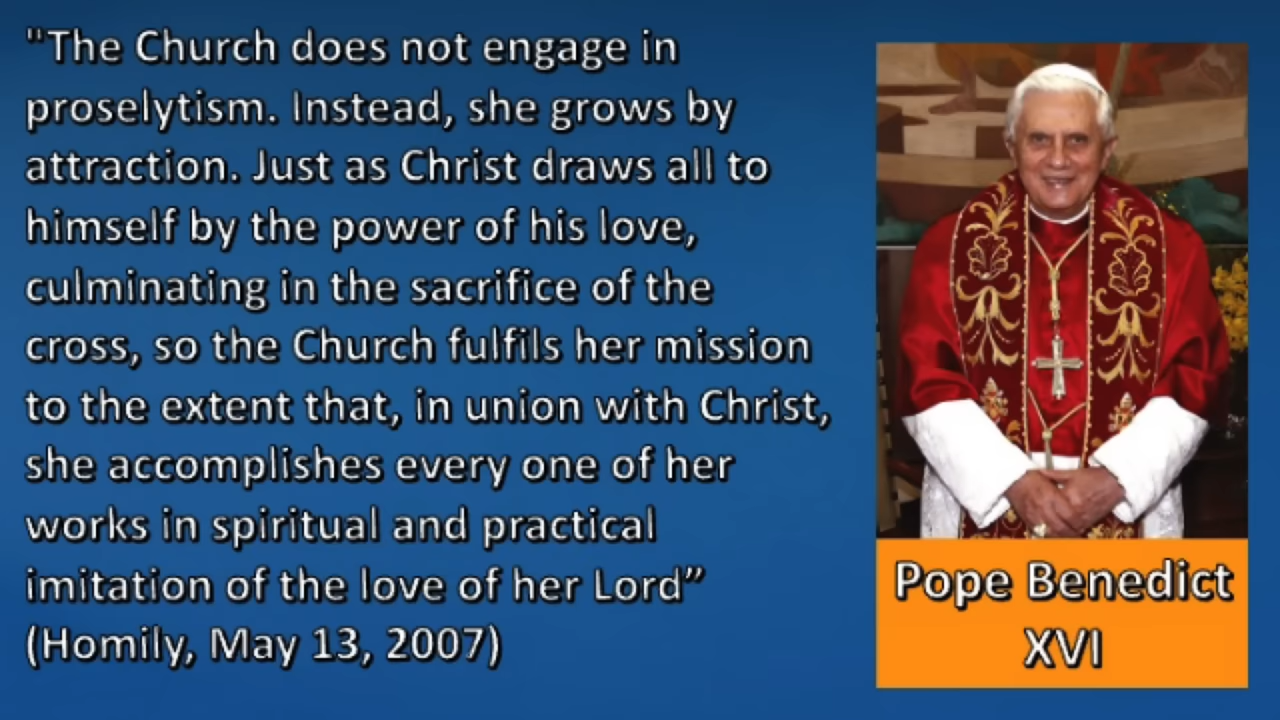 "The Church does not engage in
proselytism. Instead, she grows by
attraction. Just as Christ draws all to
himself by the power of his love,
culminating in the sacrifice of the
cross, so the Church fulfils her mission
to the extent that, in union with Christ,
she accomplishes every one of her
works in spiritual and practical
imitation of the love of her Lord”
(Homily, May 13, 2007)
Pope Benedict
XVI